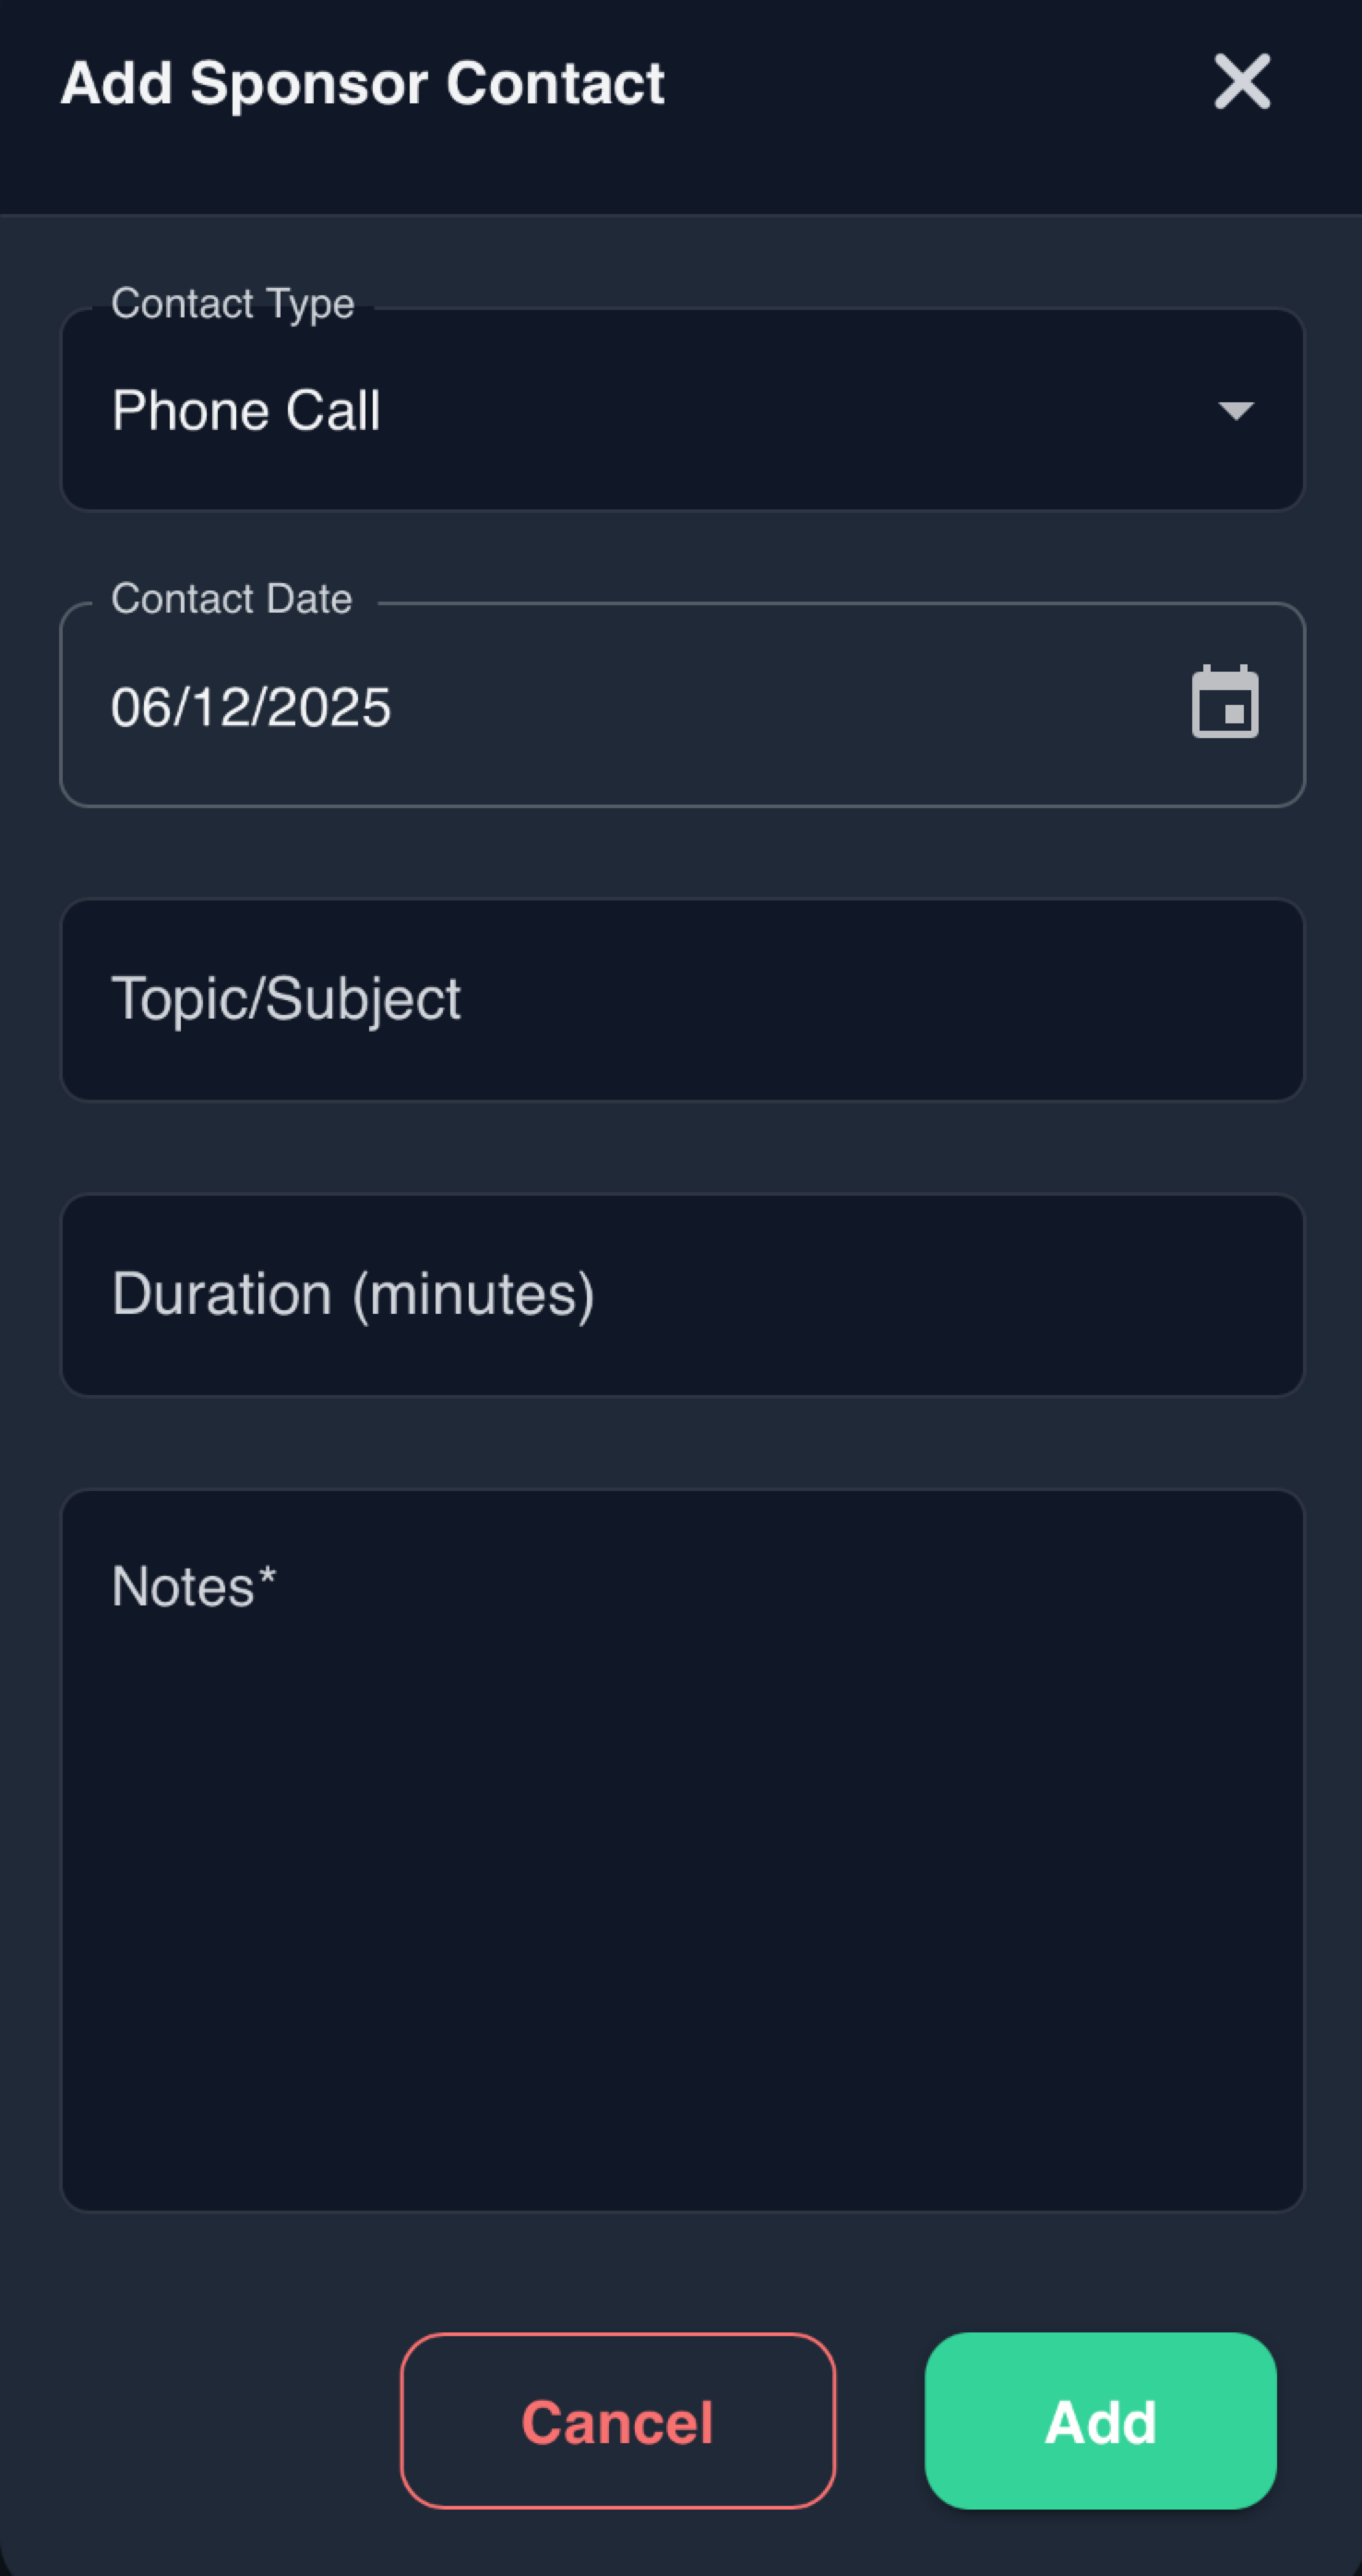 Add Sponsor Contact
Contact Type
Phone Call
Contact Date
06/12/2025
Topic/Subject
Duration (minutes)
Notes*
Cancel
Add